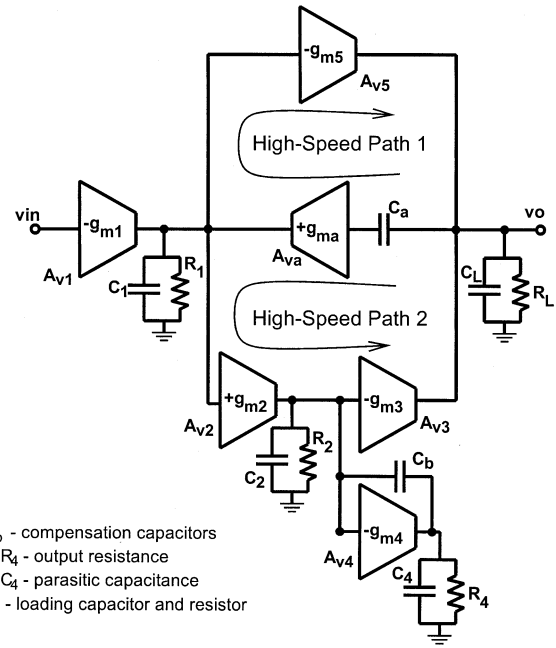 -gm5
Av5
High-Speed Path 1
vin
-gm1
Av1
C1
R1
+gma
Ava
Ca
vo
CL
RL
High-Speed Path 2
+gm2
Av2
C2
R2
-gm3
Av3
Cb
-gm4
Av4
C4
R4
- compensation capacitors
R4 - output resistance
C4 - parasitic capacitance
- loading capacitor and resistor